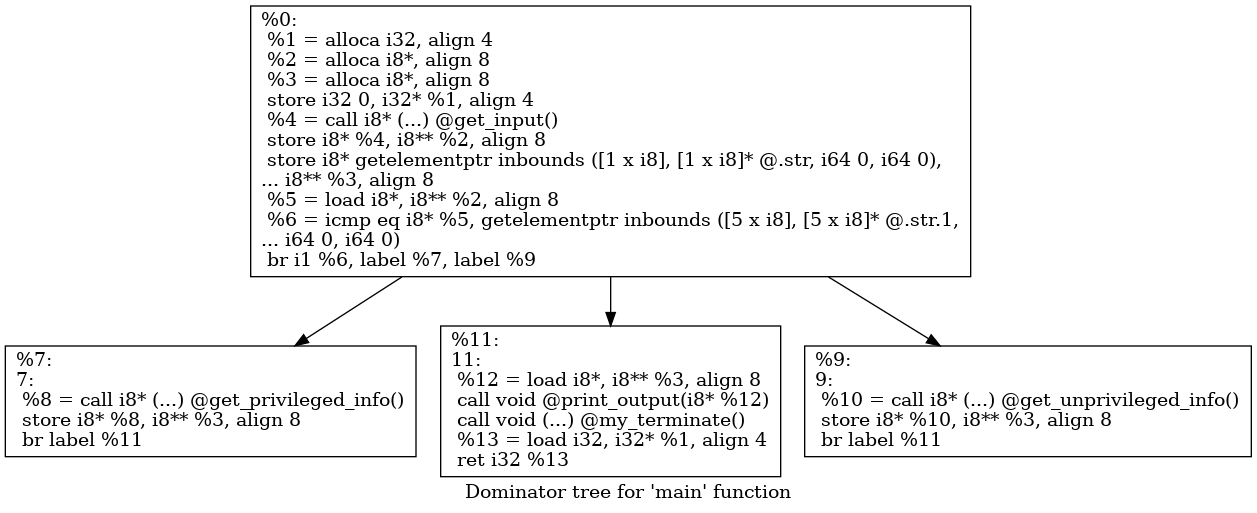 %0:
%1 = alloca i32, align 4
%2 = alloca i8*, align 8
%3 = alloca i8*, align 8
store i32 0, i32* %1, align 4
%4 = call i8* (...) @get_input()
store i8* %4, i8** %2, align 8
store i8* getelementptr inbounds ([1 x i8], [1 x i8]* @.str, i64 0, i64 0),
... i8** %3, align 8
%5 = load i8*, i8** %2, align 8
%6 = icmp eq i8* %5, getelementptr inbounds ([5 x i8], [5 x i8]* @.str.1,
... i64 0, i64 0)
br i1 %6, label %7, label %9
%7:
7:
%8 = call i8* (...) @get_privileged_info()
store i8* %8, i8** %3, align 8
br label %11
%11:
11:
%12 = load i8*, i8** %3, align 8
call void @print_output(i8* %12)
call void (...) @my_terminate()
%13 = load i32, i32* %1, align 4
ret i32 %13
%9:
9:
%10 = call i8* (...) @get_unprivileged_info()
store i8* %10, i8** %3, align 8
br label %11
Dominator tree for 'main' function